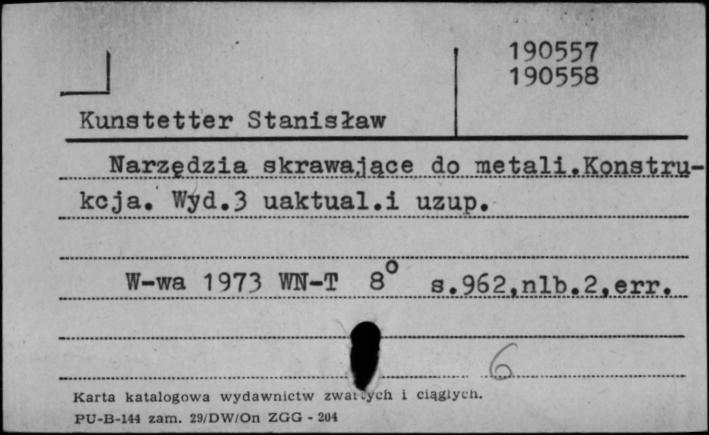 190557
190558
Kunstetter Stanisław
Narzędzia skrawające do metali.Konstru-
kcja. Wyd.3 uaktual.i uzup.
W-wa 1973 WN-T 8° s.962,nlb.2,err.
6
Karta katalogowa wydawnictw zwartych i ciągłych.
PU-B-144 zam. 29/DW/On ZGG - 204